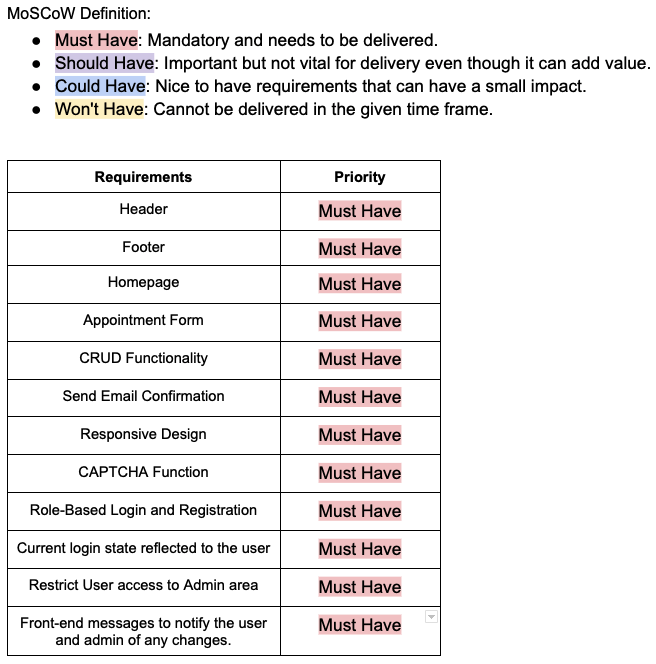 MoSCoW Definition:
● Must Have: Mandatory and needs to be delivered.
● Should Have: Important but not vital for delivery even though it can add value.
● Could Have: Nice to have requirements that can have a small impact.
● Won't Have: Cannot be delivered in the given time frame.
Requirements Priority
Header Must Have
Footer Must Have
Homepage Must Have
Appointment Form Must Have
CRUD Functionality Must Have
Send Email Confirmation Must Have
Responsive Design Must Have
CAPTCHA Function Must Have
Role-Based Login and Registration Must Have
Current login state reflected to the user Must Have
Restrict User access to Admin area Must Have
Front-end messages to notify the user Must Have
and admin of any changes.